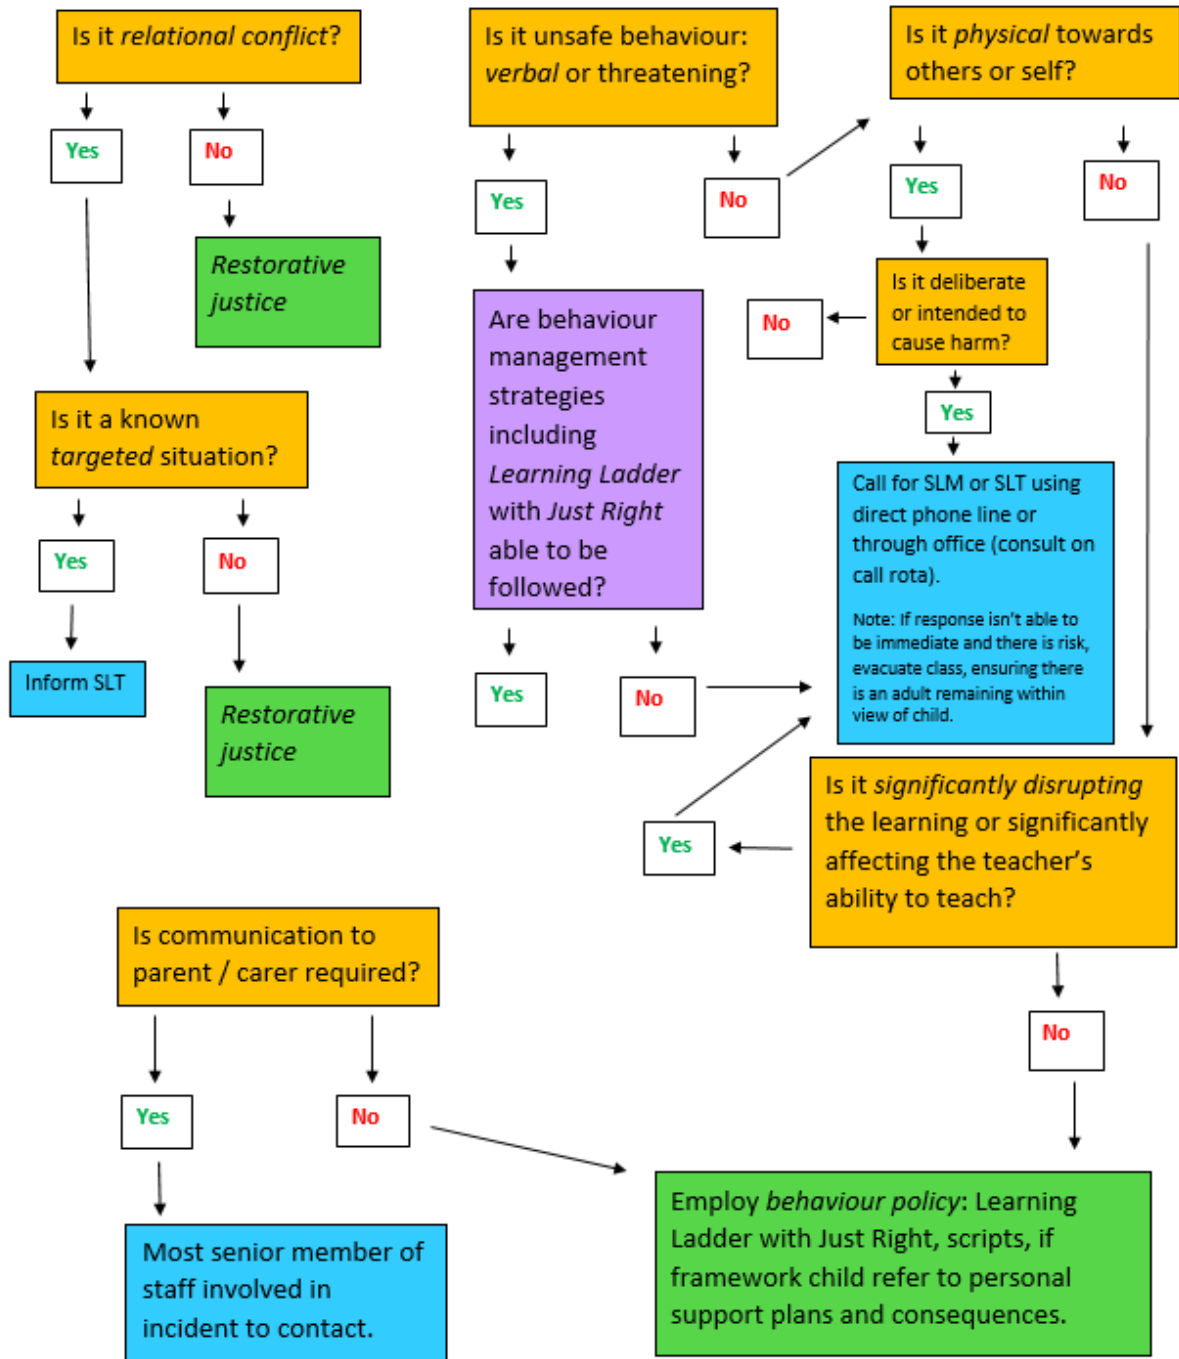 Is it relational conflict?
Yes
No
Restorative
justice
Is it a known
targeted situation?
Yes
No
Inform SLT
Restorative
justice
Is it unsafe behaviour:
verbal or threatening?
Yes
No
Are behaviour
management
strategies
including
Learning Ladder
with Just Right
able to be
followed?
Yes
No
Is it physical towards
others or self?
Yes
No
Is it deliberate
or intended to
cause harm?
No
Yes
Call for SLM or SLT using
direct phone line or
through office (consult on
call rota).
Note: If response isn't able to
be immediate and there is risk,
evacuate class, ensuring there
is an adult remaining within
view of child.
Is it significantly disrupting
the learning or significantly
affecting the teacher's
ability to teach?
Yes
No
Is communication to
parent / carer required?
Yes
No
Most senior member of
staff involved in
incident to contact.
Employ behaviour policy: Learning
Ladder with Just Right, scripts, if
framework child refer to personal
support plans and consequences.